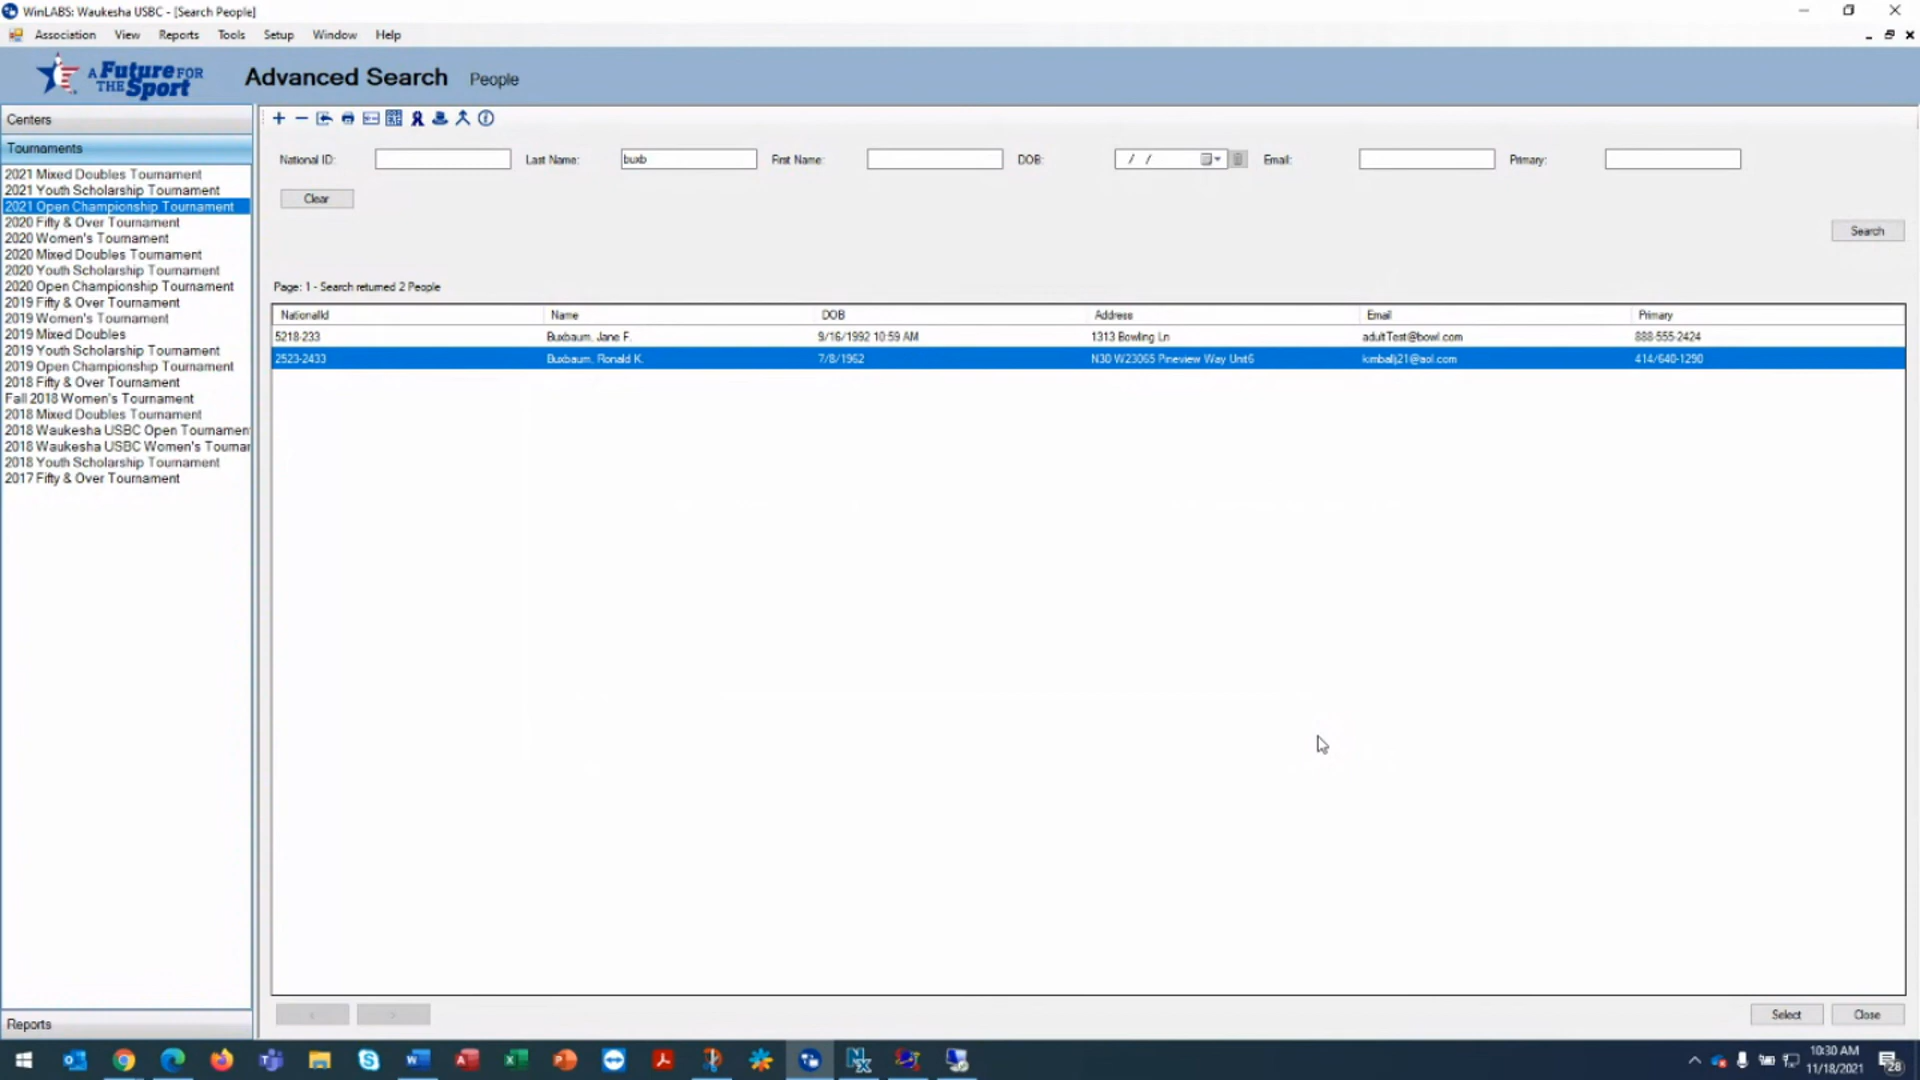 WinLABS: Waukesha USBC - [Search People]
Association View Reports Tools Setup Window Help
A Future FOR THE Sport
Advanced Search People
Centers
Tournaments
2021 Mixed Doubles Tournament
2021 Youth Scholarship Tournament
2021 Open Championship Tournament
2020 Fifty & Over Tournament
2020 Women's Tournament
2020 Mixed Doubles Tournament
2020 Youth Scholarship Tournament
2020 Open Championship Tournament
2019 Fifty & Over Tournament
2019 Women's Tournament
2019 Mixed Doubles
2019 Youth Scholarship Tournament
2019 Open Championship Tournament
2018 Fifty & Over Tournament
Fall 2018 Women's Tournament
2018 Mixed Doubles Tournament
2018 Waukesha USBC Open Tournamen
2018 Waukesha USBC Women's Tournar
2018 Youth Scholarship Tournament
2017 Fifty & Over Tournament
Reports
National ID: Last Name: buxb First Name: DOB: / / Email: Primary:
Clear
Search
Page: 1 - Search returned 2 People
NationalId Name DOB Address Email Primary
5218-233 Buxbaum, Jane F. 9/16/1992 10:59 AM 1313 Bowling Ln adultTest@bowl.com 888-555-2424
2523-2433 Buxbaum, Ronald K. 7/8/1962 N30 W23065 Pineview Way Unit6 kimballj21@aol.com 414/640-1290
< >
Select Close
10:30 AM
11/18/2021
28